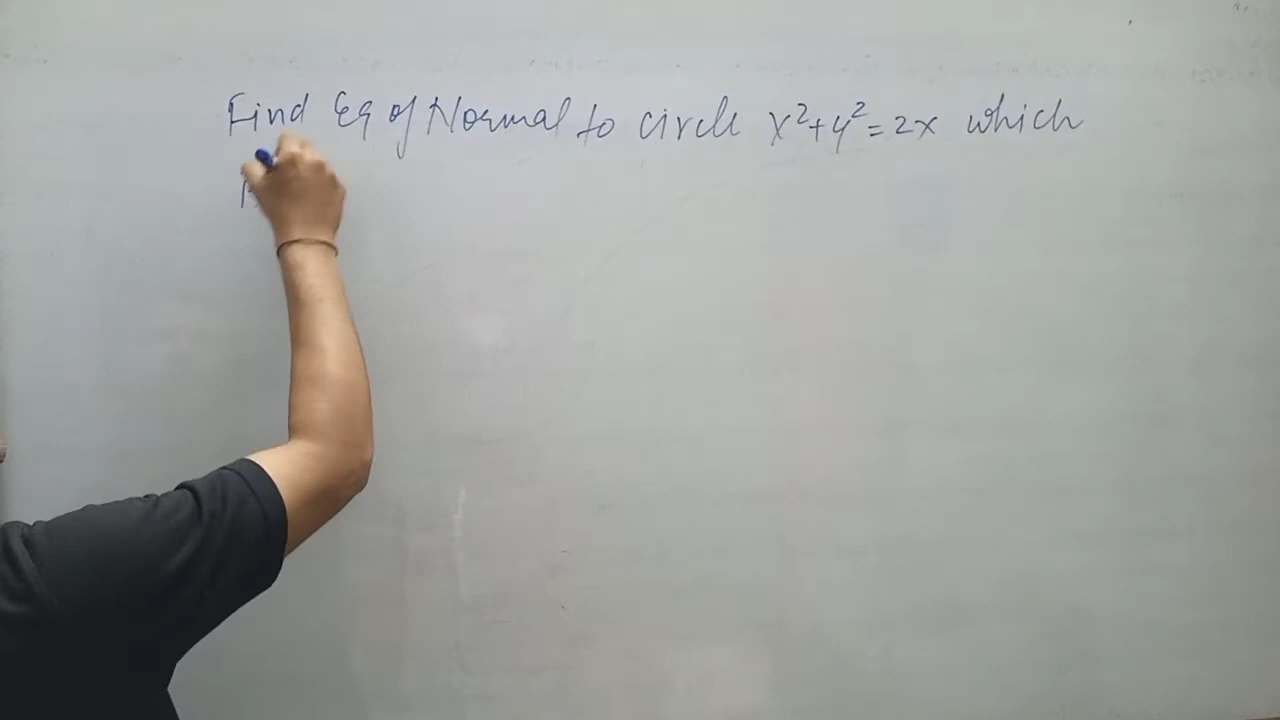 Find Eq of Normal to circle x²+y²=2x which